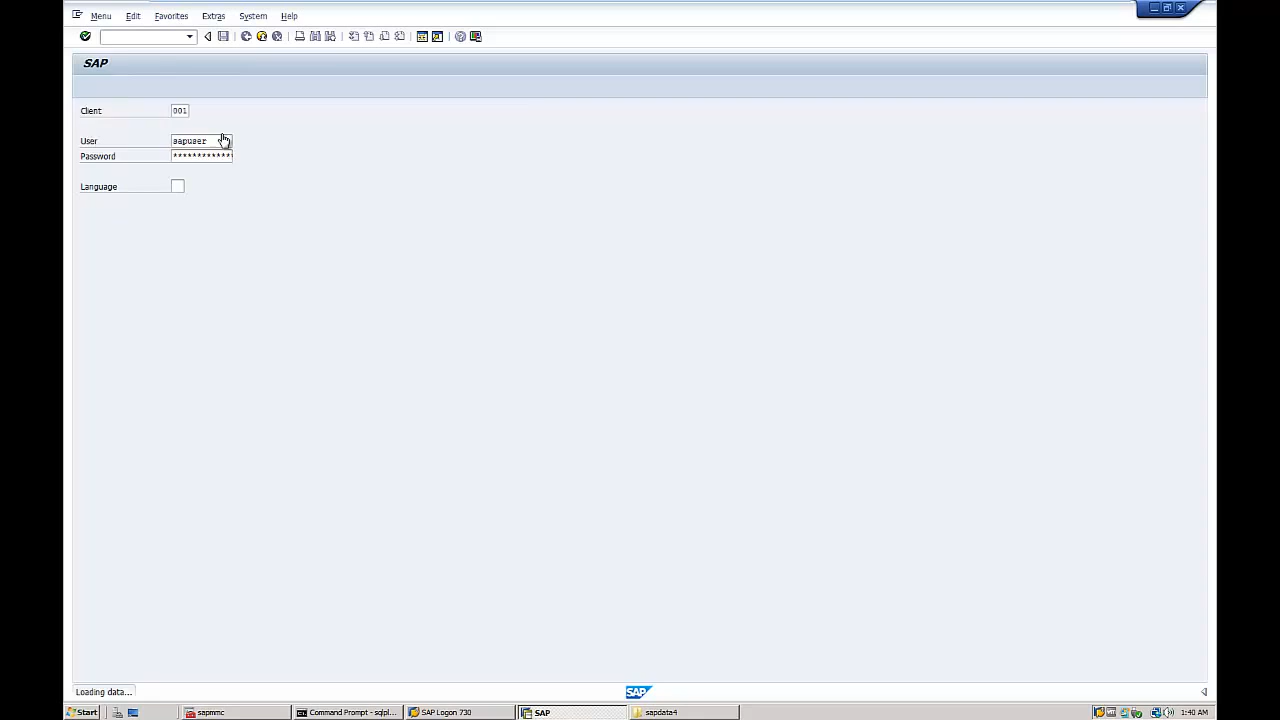 Menu Edit Favorites Extras System Help
SAP
Client 001
User sapuser
Password *************
Language
Loading data... SAP
Start sapmmc Command Prompt - sqlpl... SAP Logon 730 SAP sapdata4 1:40 AM